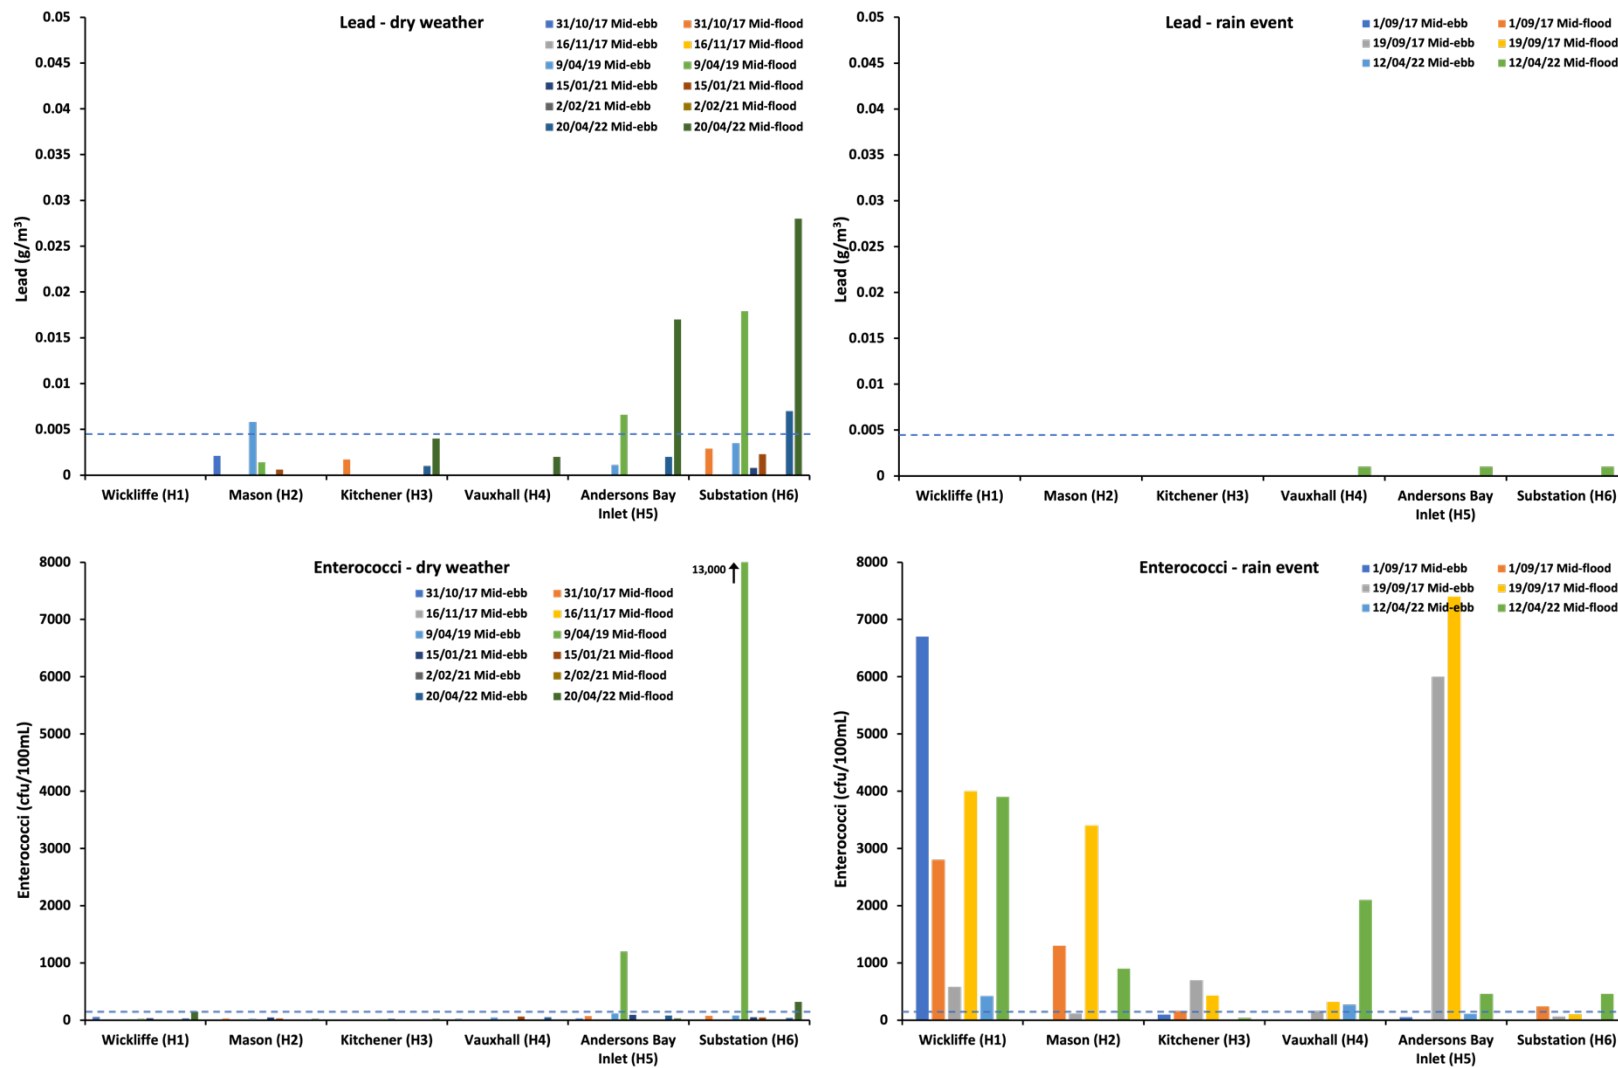 Lead - dry weather
31/10/17 Mid-ebb 31/10/17 Mid-flood
16/11/17 Mid-ebb 16/11/17 Mid-flood
9/04/19 Mid-ebb 9/04/19 Mid-flood
15/01/21 Mid-ebb 15/01/21 Mid-flood
2/02/21 Mid-ebb 2/02/21 Mid-flood
20/04/22 Mid-ebb 20/04/22 Mid-flood
Lead (g/m³)
0.05
0.045
0.04
0.035
0.03
0.025
0.02
0.015
0.01
0.005
0
Wickliffe (H1) Mason (H2) Kitchener (H3) Vauxhall (H4) Andersons Bay Substation (H6)
Inlet (H5)
Lead - rain event
1/09/17 Mid-ebb 1/09/17 Mid-flood
19/09/17 Mid-ebb 19/09/17 Mid-flood
12/04/22 Mid-ebb 12/04/22 Mid-flood
Lead (g/m³)
0.05
0.045
0.04
0.035
0.03
0.025
0.02
0.015
0.01
0.005
0
Wickliffe (H1) Mason (H2) Kitchener (H3) Vauxhall (H4) Andersons Bay Substation (H6)
Inlet (H5)
Enterococci - dry weather
13,000
31/10/17 Mid-ebb 31/10/17 Mid-flood
16/11/17 Mid-ebb 16/11/17 Mid-flood
9/04/19 Mid-ebb 9/04/19 Mid-flood
15/01/21 Mid-ebb 15/01/21 Mid-flood
2/02/21 Mid-ebb 2/02/21 Mid-flood
20/04/22 Mid-ebb 20/04/22 Mid-flood
Enterococci (cfu/100mL)
8000
7000
6000
5000
4000
3000
2000
1000
0
Wickliffe (H1) Mason (H2) Kitchener (H3) Vauxhall (H4) Andersons Bay Substation (H6)
Inlet (H5)
Enterococci - rain event
1/09/17 Mid-ebb 1/09/17 Mid-flood
19/09/17 Mid-ebb 19/09/17 Mid-flood
12/04/22 Mid-ebb 12/04/22 Mid-flood
Enterococci (cfu/100mL)
8000
7000
6000
5000
4000
3000
2000
1000
0
Wickliffe (H1) Mason (H2) Kitchener (H3) Vauxhall (H4) Andersons Bay Substation (H6)
Inlet (H5)